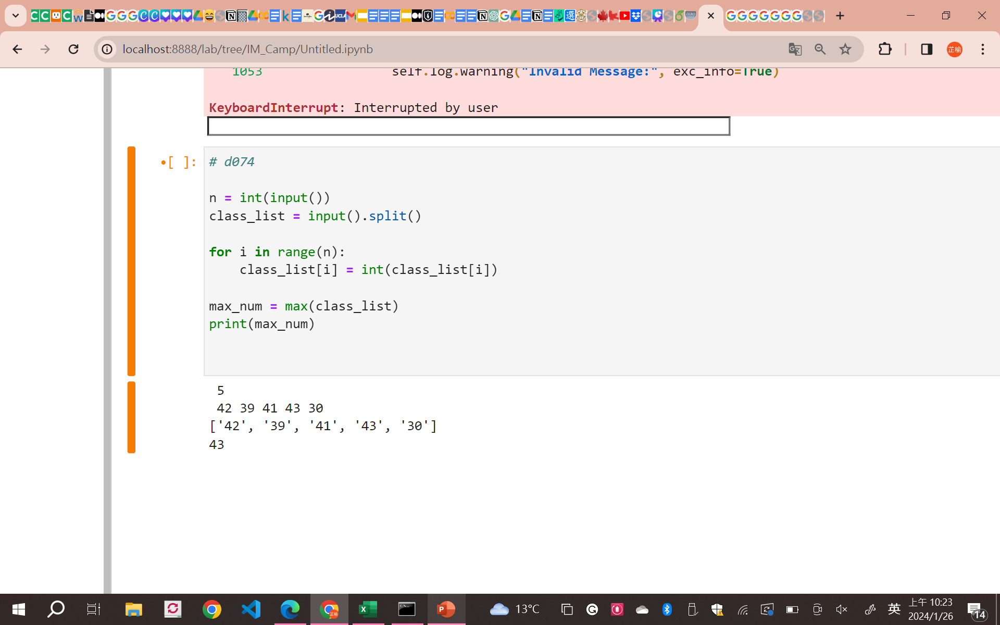 localhost:8888/lab/tree/IM_Camp/Untitled.ipynb
芷榆
1053 self.log.warning("Invalid Message:", exc_info=True)
KeyboardInterrupt: Interrupted by user
[ ]:
# d074
n = int(input())
class_list = input().split()
for i in range(n):
class_list[i] = int(class_list[i])
max_num = max(class_list)
print(max_num)
5
42 39 41 43 30
['42', '39', '41', '43', '30']
43
13°C
英
上午 10:23
2024/1/26
14